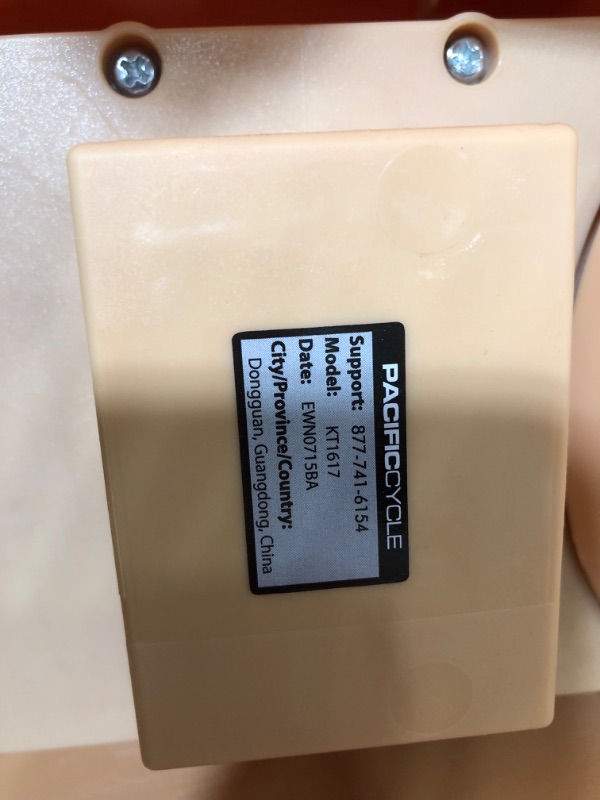 PACIFICCYCLE
Support: 877-741-6154
Model: KT1617
Date: EWN0715BA
City/Province/Country:
Dongguan, Guangdong, China